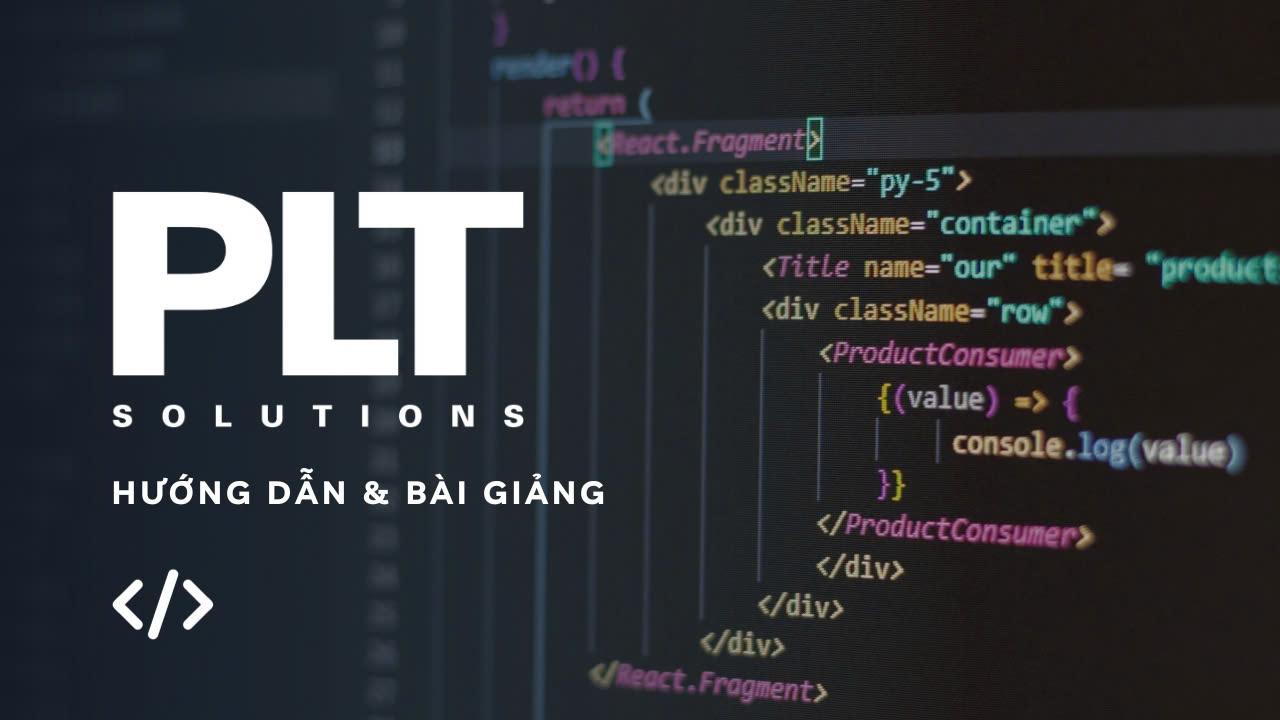 PLT
SOLUTIONS
HƯỚNG DẪN & BÀI GIẢNG
</>
}
render() {
return (
<React.Fragment>
<div className="py-5">
<div className="container">
<Title name="our" title= "product
<div className="row">
<ProductConsumer>
{(value) => {
console.log(value)
}}
</ProductConsumer>
</div>
</div>
</div>
</React.Fragment>